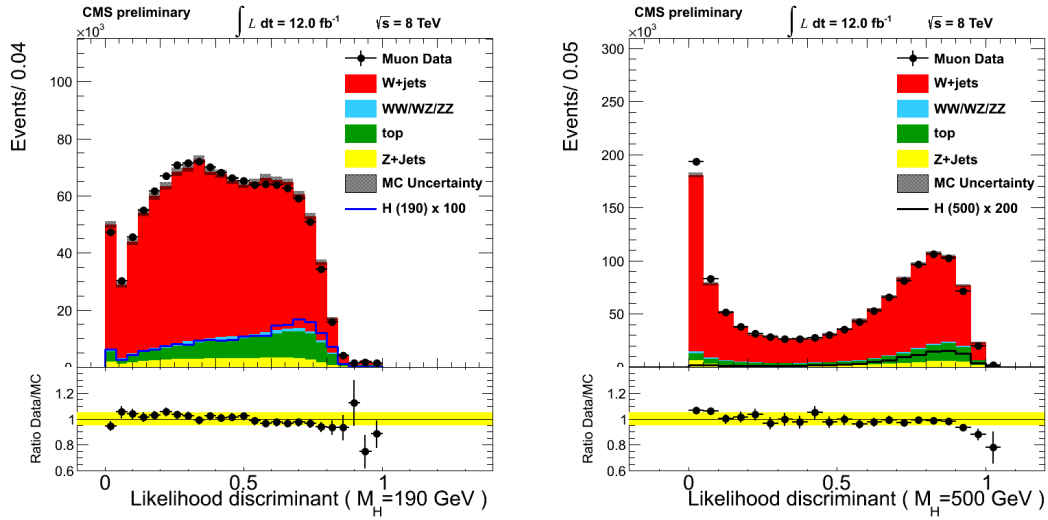 CMS preliminary
∫ L dt = 12.0 fb⁻¹ √s = 8 TeV
×10³
Events/ 0.04
100
80
60
40
20
0
Muon Data
W+jets
WW/WZ/ZZ
top
Z+Jets
MC Uncertainty
H (190) x 100
Ratio Data/MC
1.2
1
0.8
0.6
0 0.5 1
Likelihood discriminant ( M_H=190 GeV )
CMS preliminary
∫ L dt = 12.0 fb⁻¹ √s = 8 TeV
×10³
Events/ 0.05
300
250
200
150
100
50
0
Muon Data
W+jets
WW/WZ/ZZ
top
Z+Jets
MC Uncertainty
H (500) x 200
Ratio Data/MC
1.2
1
0.8
0.6
0 0.5 1
Likelihood discriminant ( M_H=500 GeV )